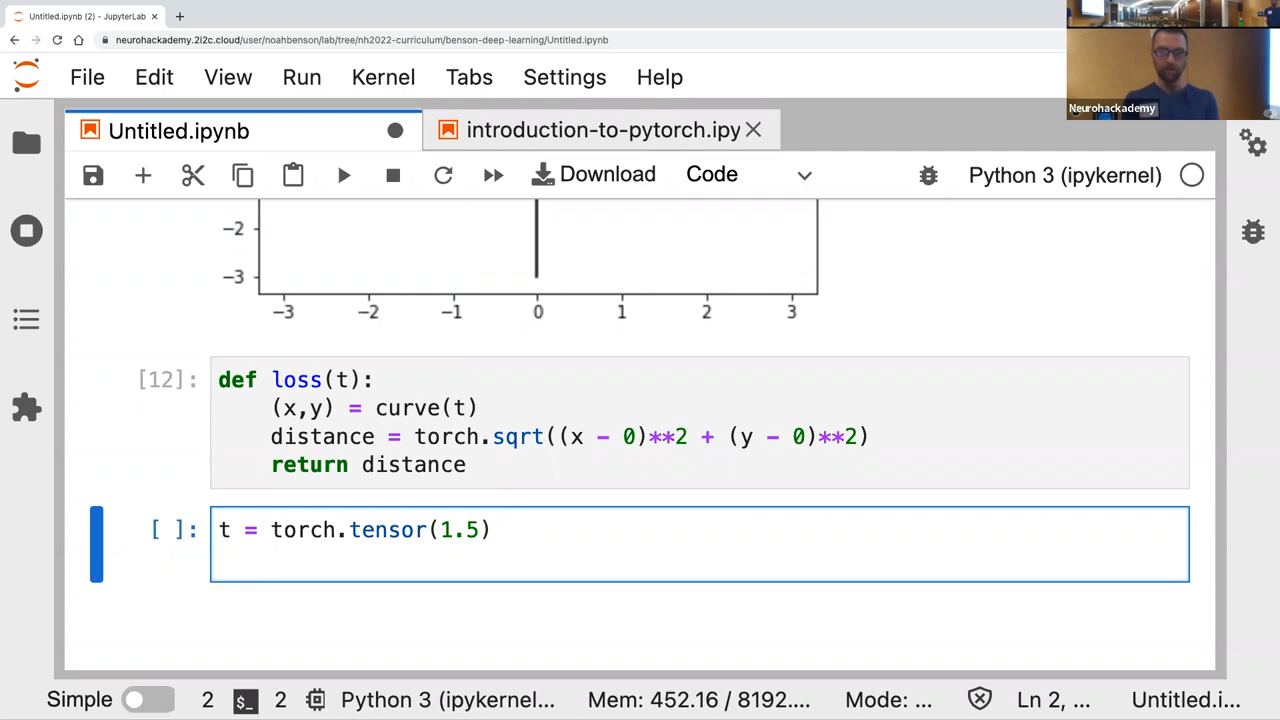 Untitled.ipynb (2) - JupyterLab
neurohackademy.2i2c.cloud/user/noahbenson/lab/tree/nh2022-curriculum/benson-deep-learning/Untitled.ipynb
File Edit View Run Kernel Tabs Settings Help
Neurohackademy
Untitled.ipynb introduction-to-pytorch.ipy
Download Code Python 3 (ipykernel)
−2
−3
−3 −2 −1 0 1 2 3
[12]: def loss(t):
(x,y) = curve(t)
distance = torch.sqrt((x - 0)**2 + (y - 0)**2)
return distance
[ ]: t = torch.tensor(1.5)
Simple 2 $_ 2 Python 3 (ipykernel... Mem: 452.16 / 8192.... Mode: ... Ln 2, ... Untitled.i...